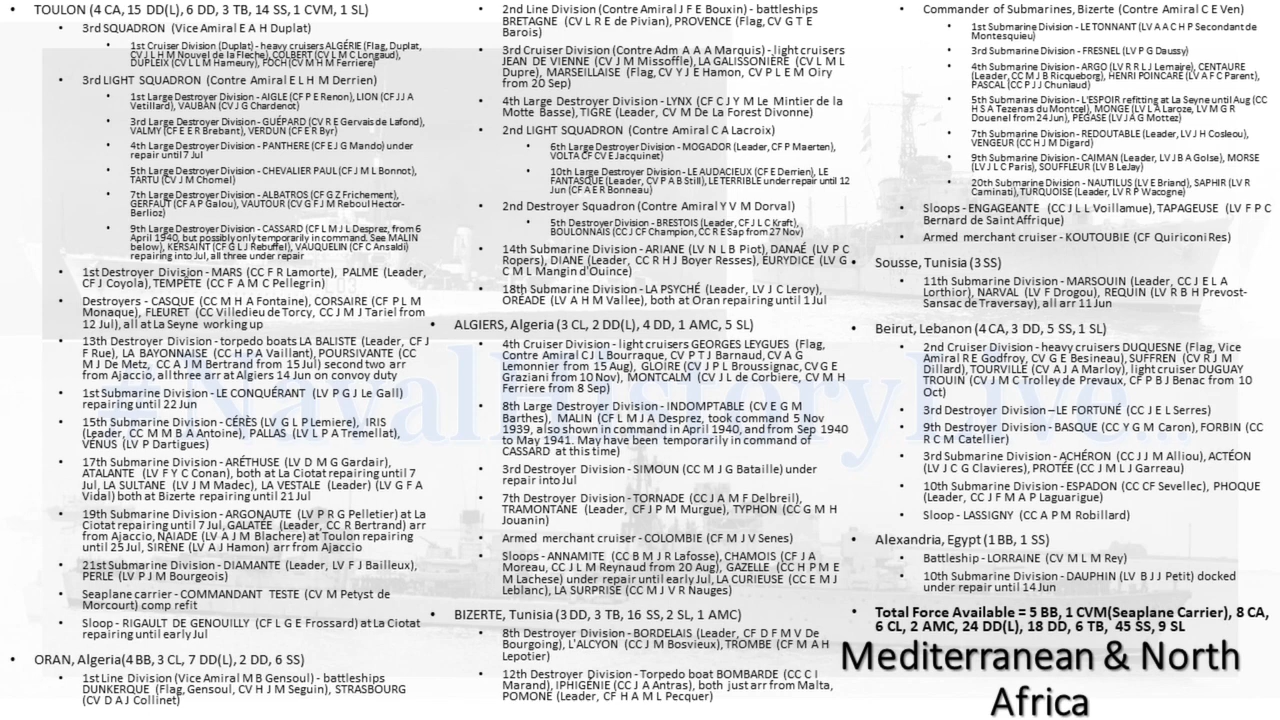 TOULON (4 CA, 15 DD(L), 6 DD, 3 TB, 14 SS, 1 CVM, 1 SL)
3rd SQUADRON (Vice Amiral E A H Duplat)
1st Cruiser Division (Duplat) - heavy cruisers ALGÉRIE (Flag, Duplat,
CV J L H M Nouvel de la Fleche), COLBERT (CV L M C Longaud),
DUPLEIX (CV L L M Hameury), FOCH (CV M H M Ferriere)
3rd LIGHT SQUADRON (Contre Amiral E L H M Derrien)
1st Large Destroyer Division - AIGLE (CF P E Renon), LION (CF J J A
Vetillard), VAUBAN (CV J G Chardenot)
3rd Large Destroyer Division - GUÉPARD (CV R E Gervais de Lafond),
VALMY (CF E E R Brebant), VERDUN (CF E R Byr)
4th Large Destroyer Division - PANTHERE (CF E J G Mando) under
repair until 7 Jul
5th Large Destroyer Division - CHEVALIER PAUL (CF J M L Bonnot),
TARTU (CV J M Chomel)
7th Large Destroyer Division - ALBATROS (CF G Z Frichement),
GERFAUT (CF A P Galou), VAUTOUR (CV G F J M Reboul Hector-
Berlioz)
9th Large Destroyer Division - CASSARD (CF L M J L Desprez, from 6
April 1940, but possibly only temporarily in command. See MALIN
below), KERSAINT (CF G L J Rebuffel), VAUQUELIN (CF C Ansaldi)
repairing into Jul, all three under repair
1st Destroyer Division - MARS (CC F R Lamorte), PALME (Leader,
CF J Coyola), TEMPETE (CC F A M C Pellegrin)
Destroyers - CASQUE (CC M H A Fontaine), CORSAIRE (CF P L M
Monaque), FLEURET (CC Villedieu de Torcy, CC J M J Tariel from
12 Jul), all at La Seyne working up
13th Destroyer Division - torpedo boats LA BALISTE (Leader, CF J
F Rue), LA BAYONNAISE (CC H P A Vaillant), POURSIVANTE (CC
M J De Metz, CC A J M Bertrand from 15 Jul) second two arr
from Ajaccio, all three arr at Algiers 14 Jun on convoy duty
1st Submarine Division - LE CONQUÉRANT (LV P G J Le Gall)
repairing until 22 Jun
15th Submarine Division - CÉRÈS (LV G L P Lemiere), IRIS
(Leader, CC M M B A Antoine), PALLAS (LV L P A Tremellat),
VENUS (LV P Dartigues)
17th Submarine Division - ARÉTHUSE (LV D M G Gardair),
ATALANTE (LV F Y C Conan), both at La Ciotat repairing until 7
Jul, LA SULTANE (LV J M Madec), LA VESTALE (Leader) (LV G F A
Vidal) both at Bizerte repairing until 21 Jul
19th Submarine Division - ARGONAUTE (LV P R G Pelletier) at La
Ciotat repairing until 7 Jul, GALATÉE (Leader, CC R Bertrand) arr
from Ajaccio, NAIADE (LV A J M Blachere) at Toulon repairing
until 25 Jul, SIRENE (LV A J Hamon) arr from Ajaccio
21st Submarine Division - DIAMANTE (Leader, LV F J Bailleux),
PERLE (LV P J M Bourgeois)
Seaplane carrier - COMMANDANT TESTE (CV M Petyst de
Morcourt) comp refit
Sloop - RIGAULT DE GENOUILLY (CF L G E Frossard) at La Ciotat
repairing until early Jul
ORAN, Algeria(4 BB, 3 CL, 7 DD(L), 2 DD, 6 SS)
1st Line Division (Vice Amiral M B Gensoul) - battleships
DUNKERQUE (Flag, Gensoul, CV H J M Seguin), STRASBOURG
(CV D A J Collinet)
2nd Line Division (Contre Amiral J F E Bouxin) - battleships
BRETAGNE (CV L R E de Pivian), PROVENCE (Flag, CV G T E
Barois)
3rd Cruiser Division (Contre Adm A A A Marquis) - light cruisers
JEAN DE VIENNE (CV J M Missoffle), LA GALISSONIÈRE (CV L M L
Dupre), MARSEILLAISE (Flag, CV Y J E Hamon, CV P L E M Oiry
from 20 Sep)
4th Large Destroyer Division - LYNX (CF C J Y M Le Mintier de la
Motte Basse), TIGRE (Leader, CV M De La Forest Divonne)
2nd LIGHT SQUADRON (Contre Amiral C A Lacroix)
6th Large Destroyer Division - MOGADOR (Leader, CF P Maerten),
VOLTA CF CV E Jacquinet)
10th Large Destroyer Division - LE AUDACIEUX (CF E Derrien), LE
FANTASQUE (Leader, CV P A B Still), LE TERRIBLE under repair until 12
Jun (CF A E R Bonneau)
2nd Destroyer Squadron (Contre Amiral Y V M Dorval)
5th Destroyer Division - BRESTOIS (Leader, CF J L C Kraft),
BOULONNAIS (CC J CF Champion, CC R E Sap from 27 Nov)
14th Submarine Division - ARIANE (LV N L B Piot), DANAÉ (LV P C
Ropers), DIANE (Leader, CC R H J Boyer Resses), EURYDICE (LV G
C M L Mangin d'Ouince)
18th Submarine Division - LA PSYCHÉ (Leader, LV J C Leroy),
OREADE (LV A H M Vallee), both at Oran repairing until 1 Jul
ALGIERS, Algeria (3 CL, 2 DD(L), 4 DD, 1 AMC, 5 SL)
4th Cruiser Division - light cruisers GEORGES LEYGUES (Flag,
Contre Amiral C J L Bourraque, CV P T J Barnaud, CV A G
Lemonnier from 15 Aug), GLOIRE (CV J P L Broussignac, CV G E
Graziani from 10 Nov), MONTCALM (CV J L de Corbiere, CV M H
Ferriere from 8 Sep)
8th Large Destroyer Division - INDOMPTABLE (CV E G M
Barthes), MALIN (CF L M J A Desprez, took command 5 Nov
1939, also shown in command in April 1940, and from Sep 1940
to May 1941. May have been temporarily in command of
CASSARD at this time)
3rd Destroyer Division - SIMOUN (CC M J G Bataille) under
repair into Jul
7th Destroyer Division - TORNADE (CC J A M F Delbreil),
TRAMONTANE (Leader, CF J P M Murgue), TYPHON (CC G M H
Jouanin)
Armed merchant cruiser - COLOMBIE (CF M J V Senes)
Sloops - ANNAMITE (CC B M J R Lafosse), CHAMOIS (CF J A
Moreau, CC J L M Reynaud from 20 Aug), GAZELLE (CC H P M E
M Lachese) under repair until early Jul, LA CURIEUSE (CC E M J
Leblanc), LA SURPRISE (CC M J V R Nauges)
BIZERTE, Tunisia (3 DD, 3 TB, 16 SS, 2 SL, 1 AMC)
8th Destroyer Division - BORDELAIS (Leader, CF D F M V De
Bourgoing), L'ALCYON (CC J M Bosvieux), TROMBE (CF M A H
Lepotier)
12th Destroyer Division - Torpedo boat BOMBARDE (CC C I
Marand), IPHIGÉNIE (CC J A Antras), both just arr from Malta,
POMONE (Leader, CF H A M L Pecquer)
Commander of Submarines, Bizerte (Contre Amiral C E Ven)
1st Submarine Division - LE TONNANT (LV A A C H P Secondant de
Montesquieu)
3rd Submarine Division - FRESNEL (LV P G Daussy)
4th Submarine Division - ARGO (LV R R L J Lemaire), CENTAURE
(Leader, CC M J B Ricqueborg), HENRI POINCARE (LV A F C Parent),
PASCAL (CC P J J Chuniaud)
5th Submarine Division - L'ESPOIR refitting at La Seyne until Aug (CC
H S A Tezenas du Montcel), MONGE (LV L A Laroze, LV M G R
Douenel from 24 Jun), PEGASE (LV J A G Mottez)
7th Submarine Division - REDOUTABLE (Leader, LV J H Cosleou),
VENGEUR (CC H J M Digard)
9th Submarine Division - CAIMAN (Leader, LV J B A Golse), MORSE
(LV J L C Paris), SOUFFLEUR (LV B LeJay)
20th Submarine Division - NAUTILUS (LV E Briand), SAPHIR (LV R
Caminati), TURQUOISE (Leader, LV R P Wacogne)
Sloops - ENGAGEANTE (CC J L L Voillamue), TAPAGEUSE (LV F P C
Bernard de Saint Affrique)
Armed merchant cruiser - KOUTOUBIE (CF Quiriconi Res)
Sousse, Tunisia (3 SS)
11th Submarine Division - MARSOUIN (Leader, CC J E L A
Lorthior), NARVAL (LV F Drogou), REQUIN (LV R B H Prevost-
Sansac de Traversay), all arr 11 Jun
Beirut, Lebanon (4 CA, 3 DD, 5 SS, 1 SL)
2nd Cruiser Division - heavy cruisers DUQUESNE (Flag, Vice
Amiral R E Godfroy, CV G E Besineau), SUFFREN (CV R J M
Dillard), TOURVILLE (CV A J A Marloy), light cruiser DUGUAY
TROUIN (CV J M C Trolley de Prevaux, CF P B J Benac from 10
Oct)
3rd Destroyer Division – LE FORTUNÉ (CC J E L Serres)
9th Destroyer Division - BASQUE (CC Y G M Caron), FORBIN (CC
R C M Catellier)
3rd Submarine Division - ACHÉRON (CC J J M Alliou), ACTÉON
(LV J C G Clavieres), PROTÉE (CC J M L J Garreau)
10th Submarine Division - ESPADON (CC CF Sevellec), PHOQUE
(Leader, CC J F M A P Laguarigue)
Sloop - LASSIGNY (CC A P M Robillard)
Alexandria, Egypt (1 BB, 1 SS)
Battleship - LORRAINE (CV M L M Rey)
10th Submarine Division - DAUPHIN (LV B J J Petit) docked
under repair until 14 Jun
Total Force Available = 5 BB, 1 CVM(Seaplane Carrier), 8 CA,
6 CL, 2 AMC, 24 DD(L), 18 DD, 6 TB, 45 SS, 9 SL
Mediterranean & North
Africa